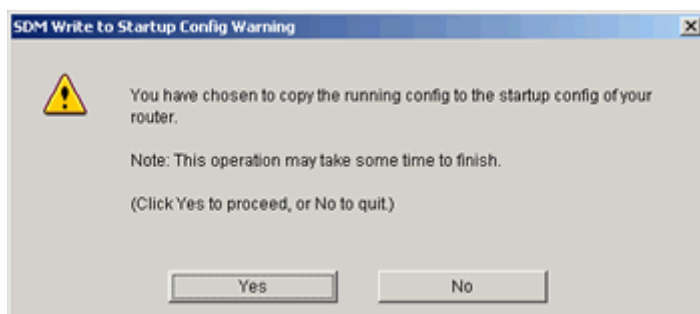 SDM Write to Startup Config Warning
You have chosen to copy the running config to the startup config of your
router.
Note: This operation may take some time to finish.
(Click Yes to proceed, or No to quit.)
Yes
No